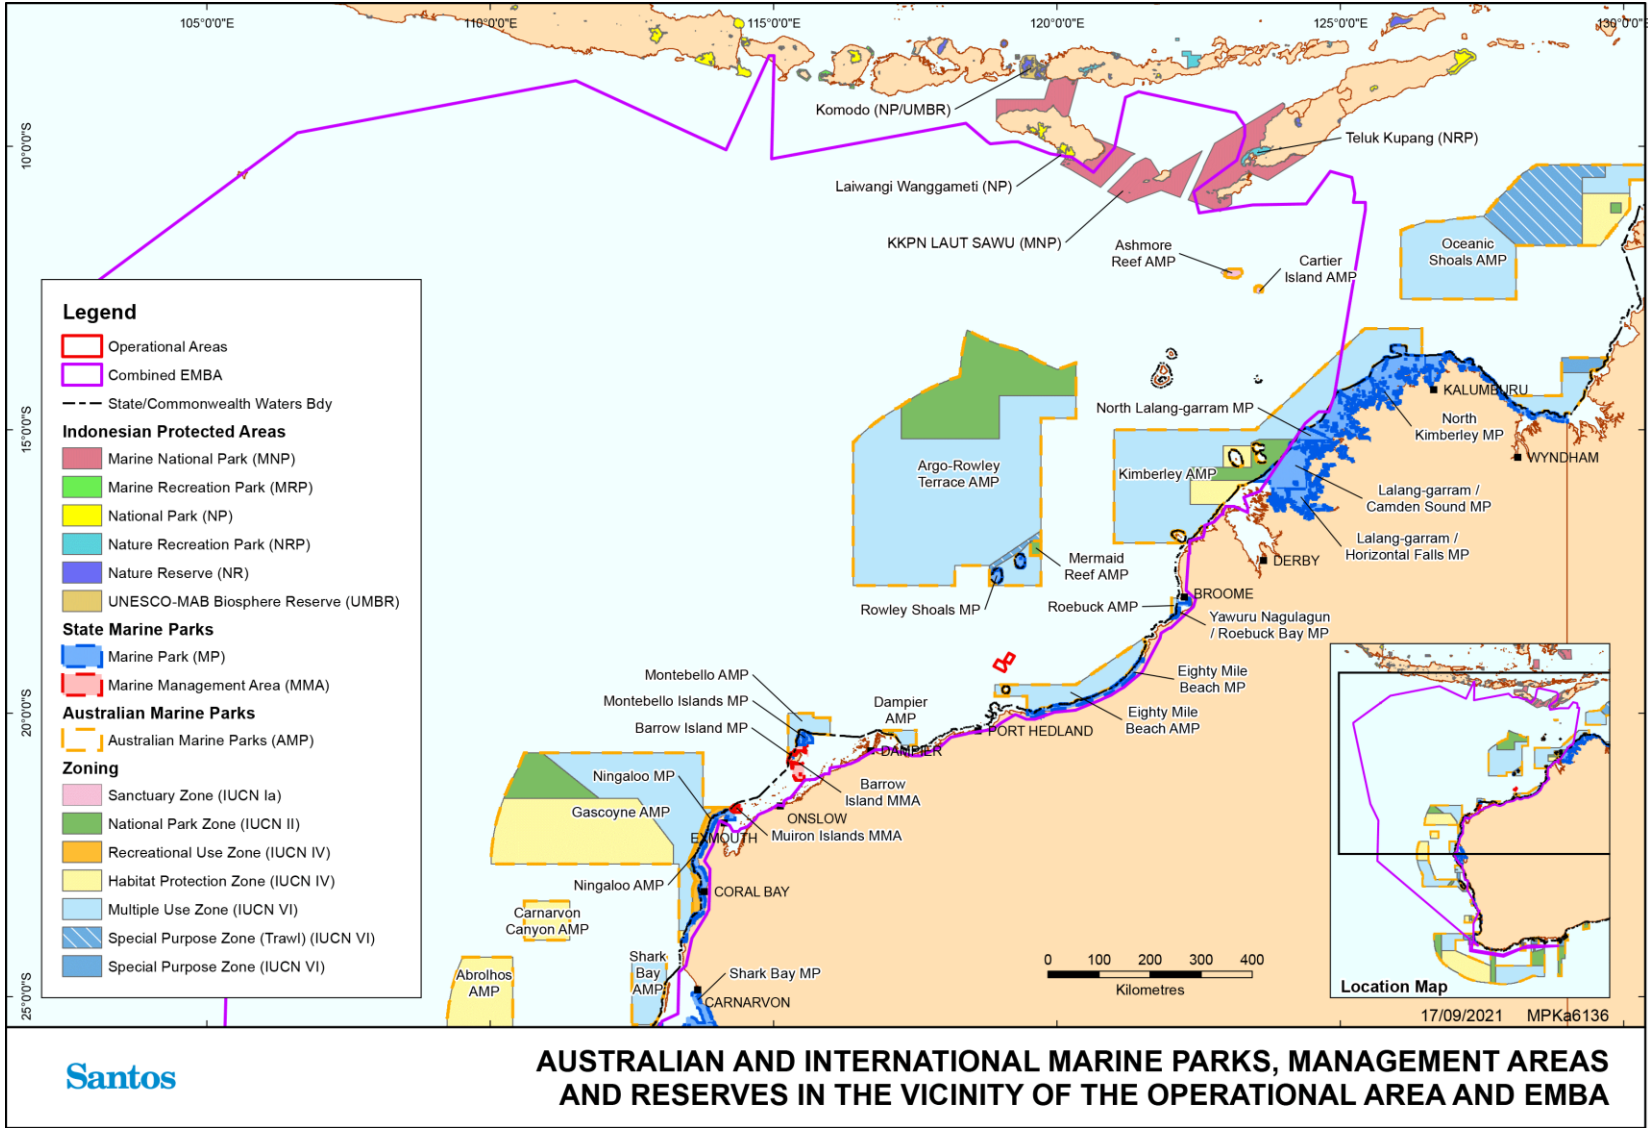 105°0'0"E
110°0'0"E
115°0'0"E
120°0'0"E
125°0'0"E
130°0'0"E
10°0'0"S
15°0'0"S
20°0'0"S
25°0'0"S
Komodo (NP/UMBR)
Teluk Kupang (NRP)
Laiwangi Wanggameti (NP)
KKPN LAUT SAWU (MNP)
Ashmore
Reef AMP
Cartier
Island AMP
Oceanic
Shoals AMP
Legend
Operational Areas
Combined EMBA
State/Commonwealth Waters Bdy
Indonesian Protected Areas
Marine National Park (MNP)
Marine Recreation Park (MRP)
National Park (NP)
Nature Recreation Park (NRP)
Nature Reserve (NR)
UNESCO-MAB Biosphere Reserve (UMBR)
State Marine Parks
Marine Park (MP)
Marine Management Area (MMA)
Australian Marine Parks
Australian Marine Parks (AMP)
Zoning
Sanctuary Zone (IUCN Ia)
National Park Zone (IUCN II)
Recreational Use Zone (IUCN IV)
Habitat Protection Zone (IUCN IV)
Multiple Use Zone (IUCN VI)
Special Purpose Zone (Trawl) (IUCN VI)
Special Purpose Zone (IUCN VI)
KALUMBURU
North Lalang-garram MP
North
Kimberley MP
WYNDHAM
Argo-Rowley
Terrace AMP
Kimberley AMP
Lalang-garram /
Camden Sound MP
Lalang-garram /
Horizontal Falls MP
Mermaid
Reef AMP
DERBY
Rowley Shoals MP
Roebuck AMP
BROOME
Yawuru Nagulagun
/ Roebuck Bay MP
Eighty Mile
Beach MP
Eighty Mile
Beach AMP
Montebello AMP
Montebello Islands MP
Barrow Island MP
Dampier
AMP
PORT HEDLAND
DAMPIER
Ningaloo MP
Barrow
Island MMA
Gascoyne AMP
ONSLOW
EXMOUTH
Muiron Islands MMA
Ningaloo AMP
CORAL BAY
Carnarvon
Canyon AMP
Shark
Bay
AMP
Shark Bay MP
Abrolhos
AMP
CARNARVON
0 100 200 300 400
Kilometres
Location Map
17/09/2021 MPKa6136
Santos
AUSTRALIAN AND INTERNATIONAL MARINE PARKS, MANAGEMENT AREAS
AND RESERVES IN THE VICINITY OF THE OPERATIONAL AREA AND EMBA